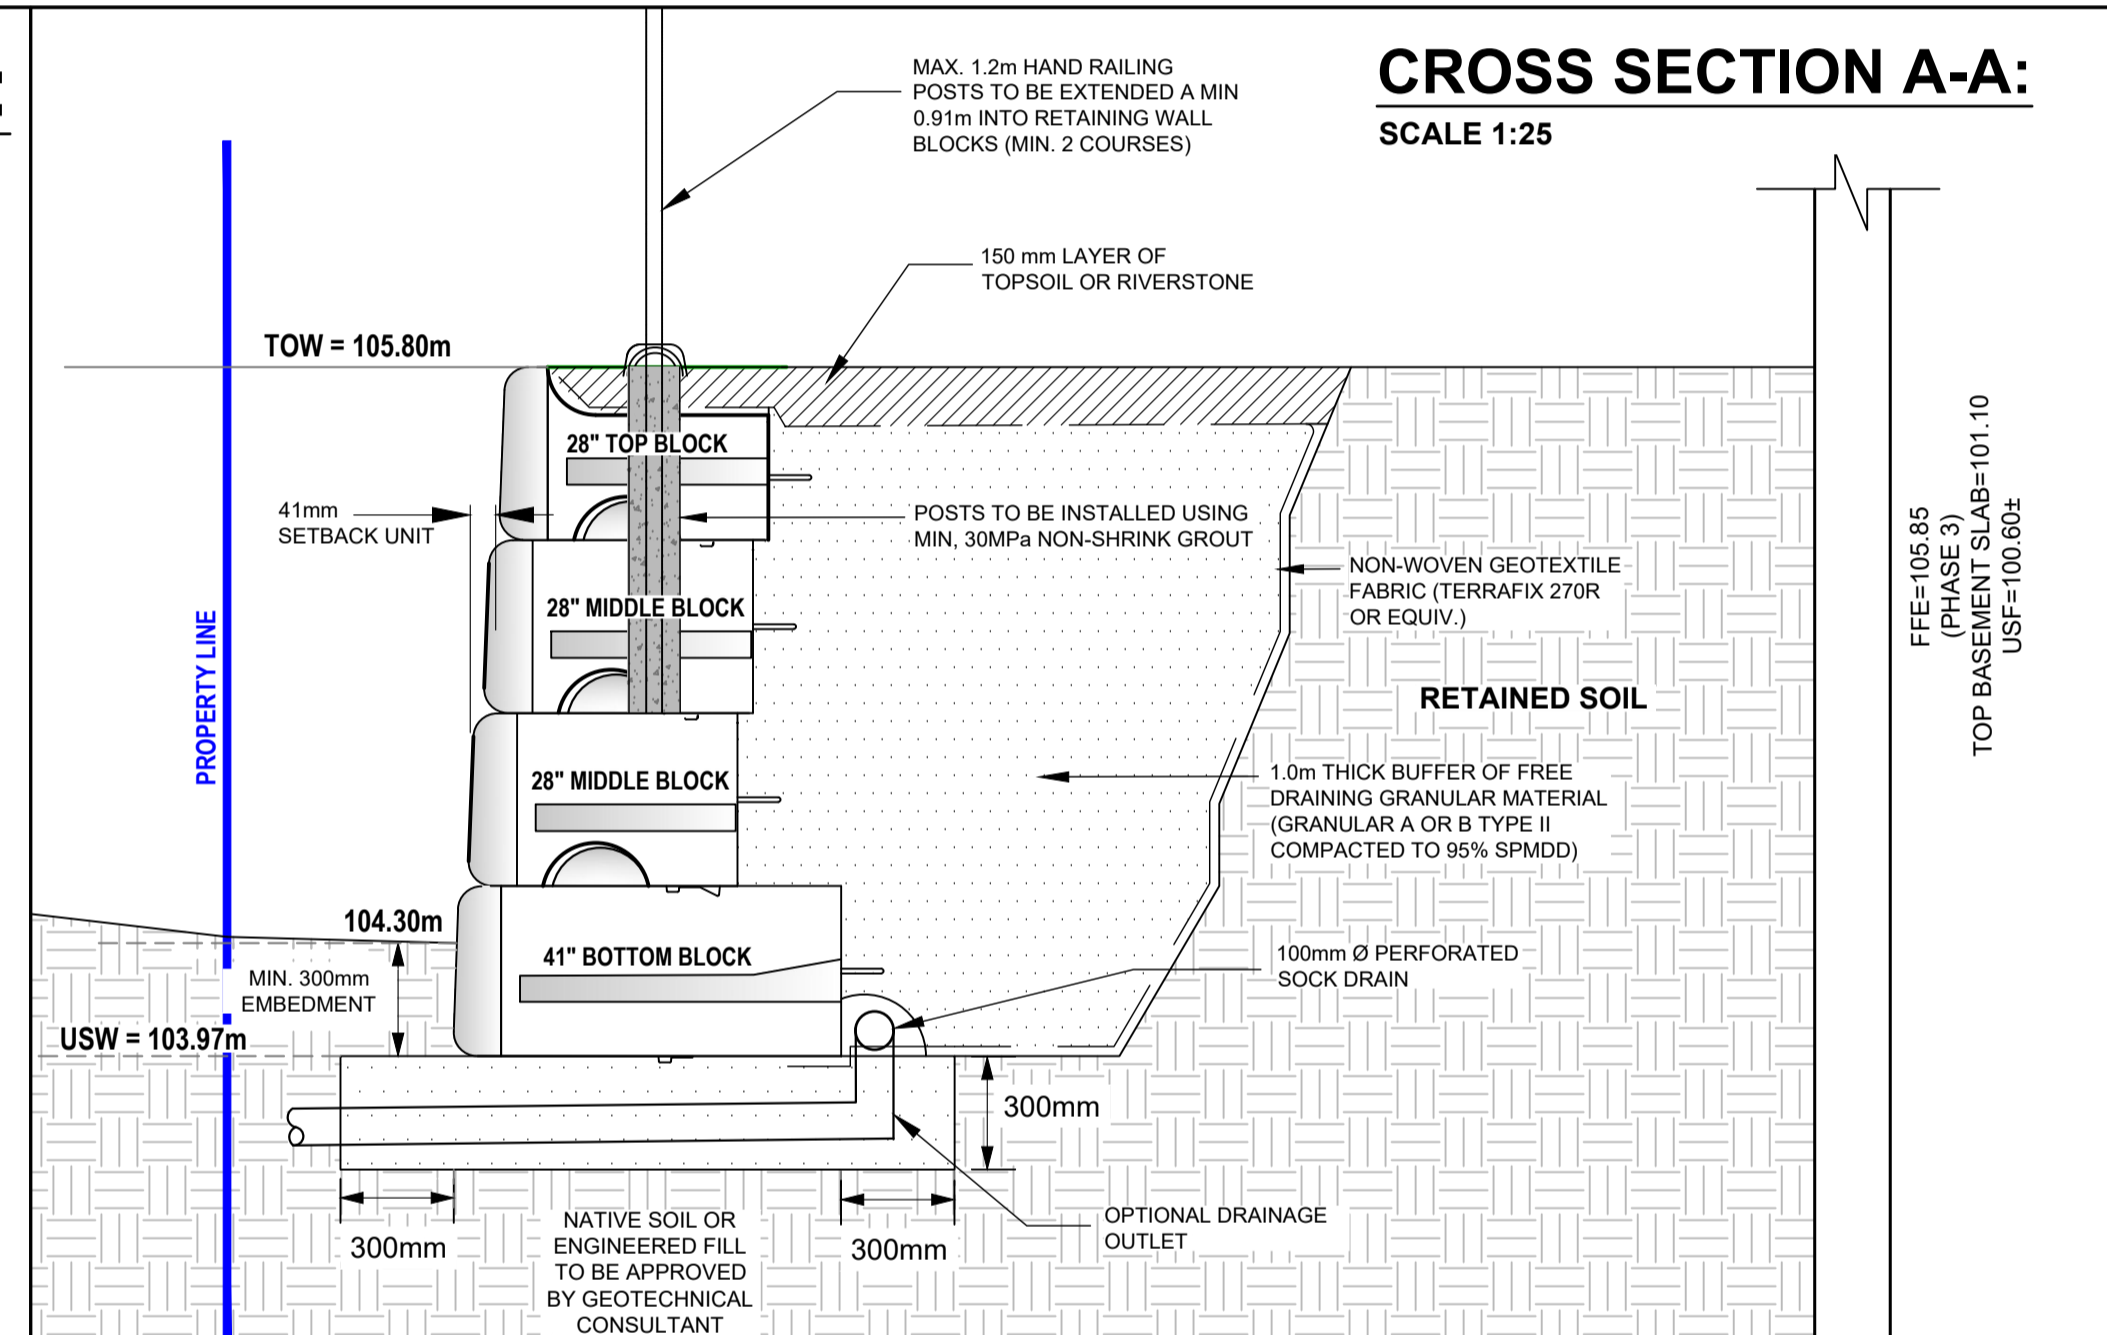 CROSS SECTION A-A:
SCALE 1:25
MAX. 1.2m HAND RAILING
POSTS TO BE EXTENDED A MIN
0.91m INTO RETAINING WALL
BLOCKS (MIN. 2 COURSES)
150 mm LAYER OF
TOPSOIL OR RIVERSTONE
TOW = 105.80m
28" TOP BLOCK
41mm
SETBACK UNIT
POSTS TO BE INSTALLED USING
MIN, 30MPa NON-SHRINK GROUT
NON-WOVEN GEOTEXTILE
FABRIC (TERRAFIX 270R
OR EQUIV.)
28" MIDDLE BLOCK
PROPERTY LINE
RETAINED SOIL
28" MIDDLE BLOCK
1.0m THICK BUFFER OF FREE
DRAINING GRANULAR MATERIAL
(GRANULAR A OR B TYPE II
COMPACTED TO 95% SPMDD)
FFE=105.85
(PHASE 3)
TOP BASEMENT SLAB=101.10
USF=100.60±
104.30m
41" BOTTOM BLOCK
100mm Ø PERFORATED
SOCK DRAIN
MIN. 300mm
EMBEDMENT
USW = 103.97m
300mm
300mm
300mm
OPTIONAL DRAINAGE
OUTLET
NATIVE SOIL OR
ENGINEERED FILL
TO BE APPROVED
BY GEOTECHNICAL
CONSULTANT